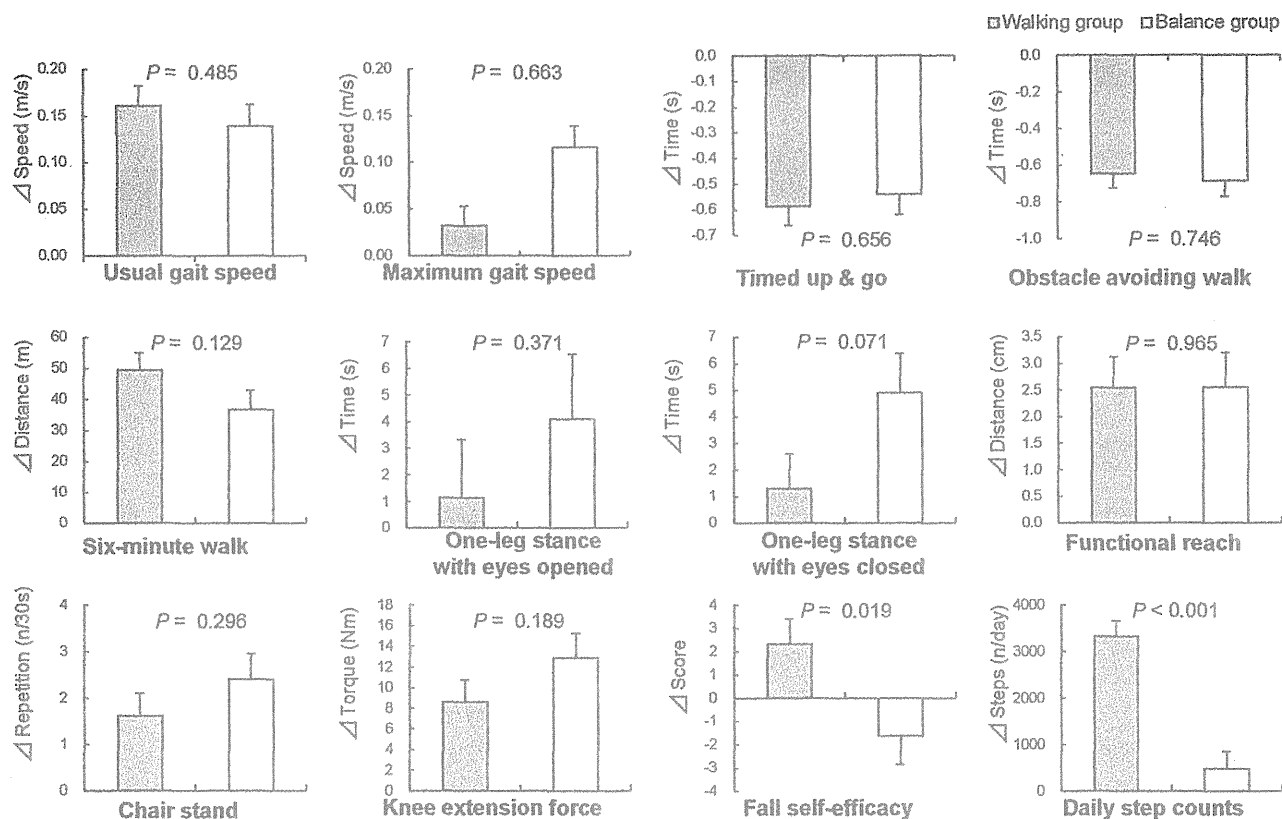 Walking group Balance group
P = 0.485
Δ Speed (m/s)
0.20
0.15
0.10
0.05
0.00
Usual gait speed
P = 0.663
Δ Speed (m/s)
0.20
0.15
0.10
0.05
0.00
Maximum gait speed
Δ Time (s)
0.0
-0.1
-0.2
-0.3
-0.4
-0.5
-0.6
-0.7
P = 0.656
Timed up & go
Δ Time (s)
0.0
-0.2
-0.4
-0.6
-0.8
-1.0
P = 0.746
Obstacle avoiding walk
P = 0.129
Δ Distance (m)
60
50
40
30
20
10
0
Six-minute walk
P = 0.371
Δ Time (s)
7
6
5
4
3
2
1
0
One-leg stance
with eyes opened
P = 0.071
Δ Time (s)
7
6
5
4
3
2
1
0
One-leg stance
with eyes closed
P = 0.965
Δ Distance (cm)
3.5
3.0
2.5
2.0
1.5
1.0
0.5
0.0
Functional reach
P = 0.296
Δ Repetition (n/30s)
4
3
2
1
0
Chair stand
P = 0.189
Δ Torque (Nm)
18
16
14
12
10
8
6
4
2
0
Knee extension force
P = 0.019
Δ Score
4
3
2
1
0
-1
-2
-3
-4
Fall self-efficacy
P < 0.001
Δ Steps (n/day)
4000
3000
2000
1000
0
Daily step counts